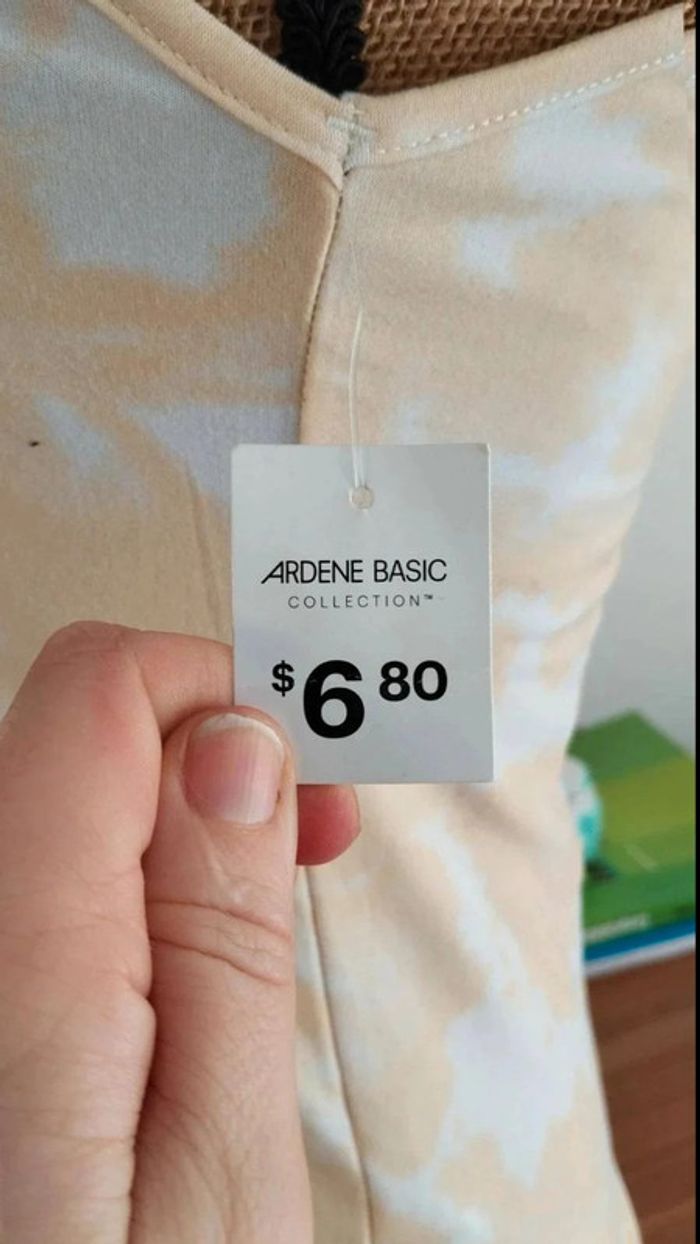 ARDENE BASIC
COLLECTION™
$6 80